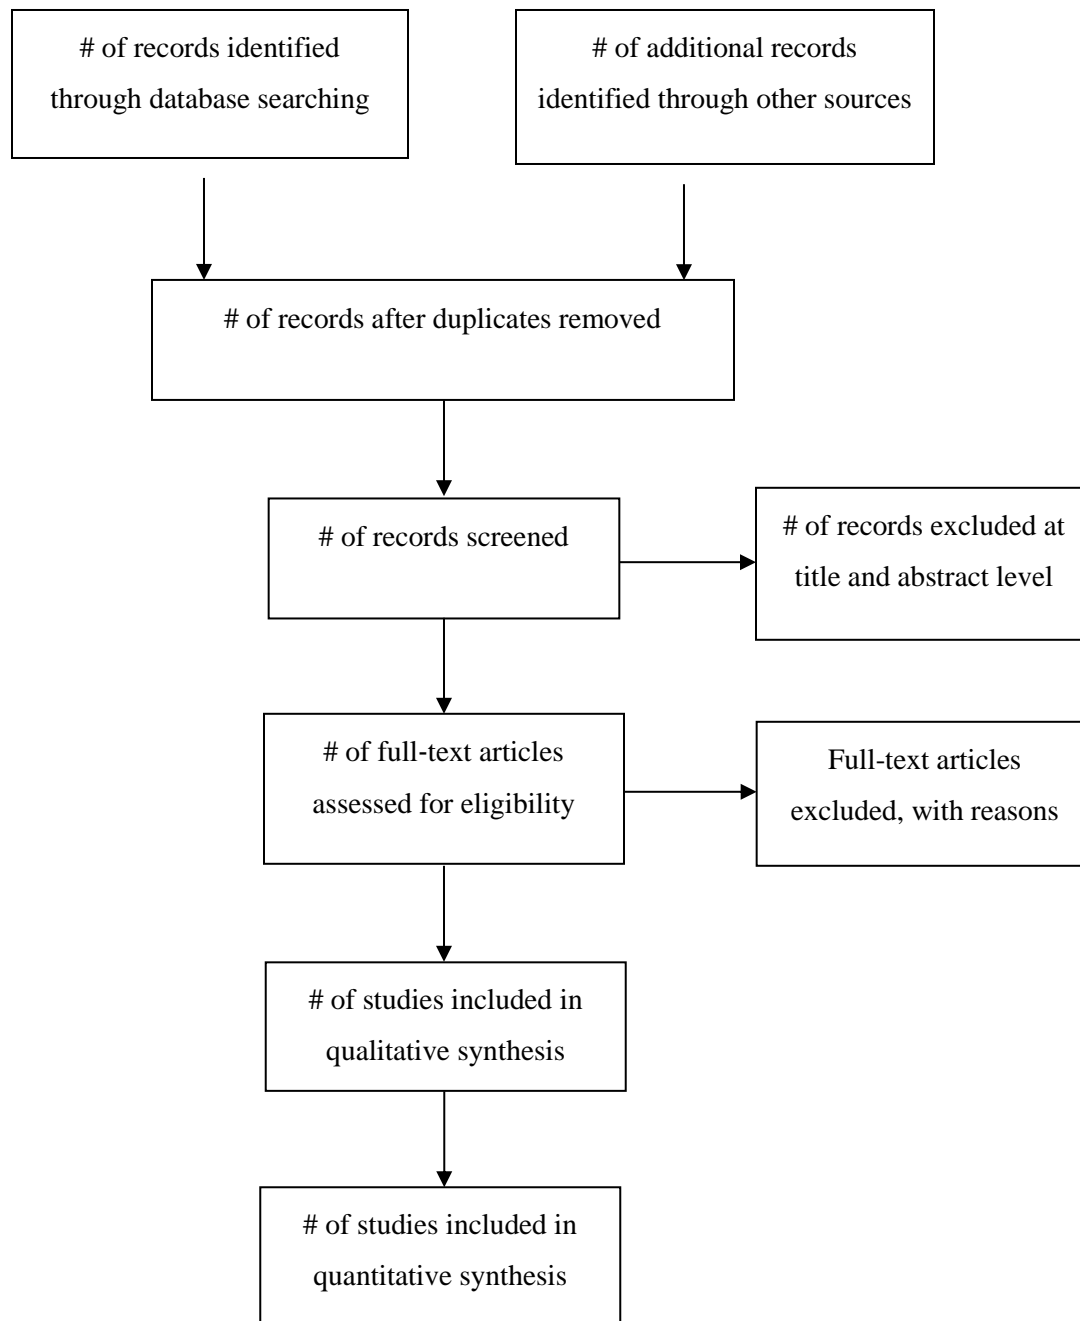 # of records identified
through database searching
# of additional records
identified through other sources
# of records after duplicates removed
# of records screened
# of records excluded at
title and abstract level
# of full-text articles
assessed for eligibility
Full-text articles
excluded, with reasons
# of studies included in
qualitative synthesis
# of studies included in
quantitative synthesis